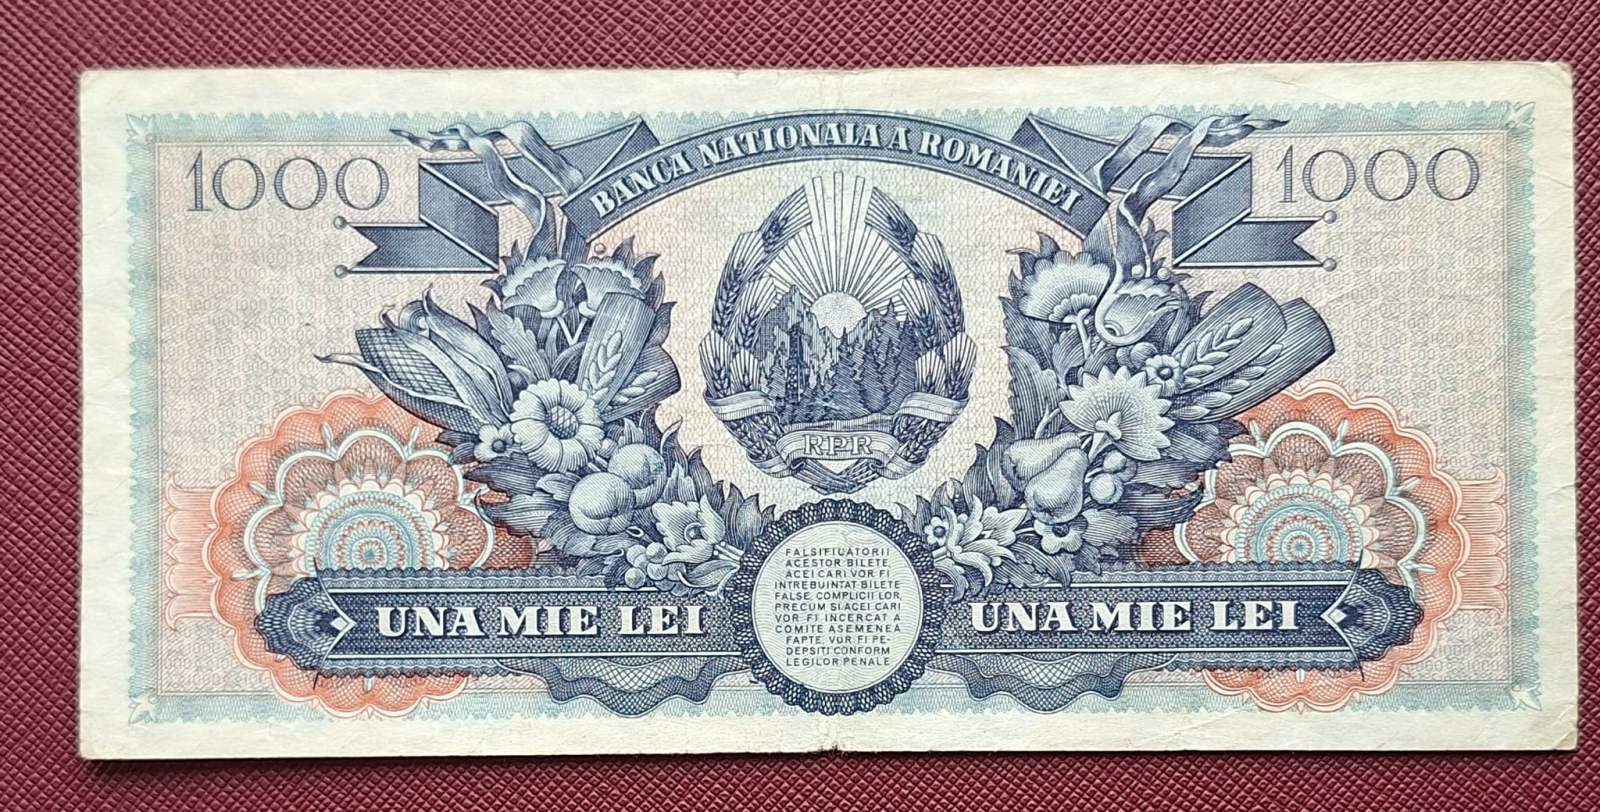 1000
BANCA NATIONALA A ROMANIEI
1000
RPR
FALSIFILATORII
ACESTOR BILETE,
ACEI CARI VOR FI
INTREBUINTAT BILETE
FALSE, COMPLICII LOR,
PRECUM SI ACEI CARI
VOR FI INCERCAT A
COMITE ASEMENEA
FAPTE, VOR FI PE-
DEPSITI CONFORM
LEGILOR PENALE
UNA MIE LEI
UNA MIE LEI